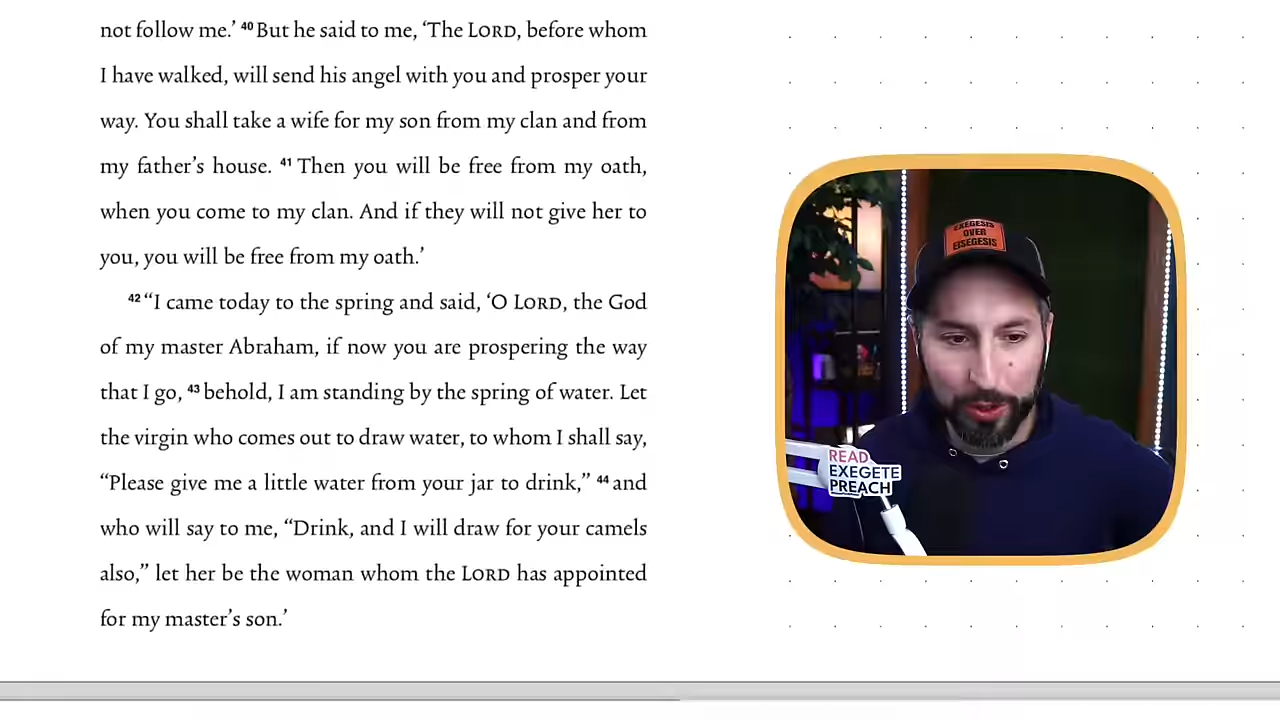 not follow me.’ ⁴⁰ But he said to me, ‘The LORD, before whom
I have walked, will send his angel with you and prosper your
way. You shall take a wife for my son from my clan and from
my father’s house. ⁴¹ Then you will be free from my oath,
when you come to my clan. And if they will not give her to
you, you will be free from my oath.’
⁴² “I came today to the spring and said, ‘O LORD, the God
of my master Abraham, if now you are prospering the way
that I go, ⁴³ behold, I am standing by the spring of water. Let
the virgin who comes out to draw water, to whom I shall say,
“Please give me a little water from your jar to drink,” ⁴⁴ and
who will say to me, “Drink, and I will draw for your camels
also,” let her be the woman whom the LORD has appointed
for my master’s son.’
EXEGESIS
OVER
EISEGESIS
READ
EXEGETE
PREACH